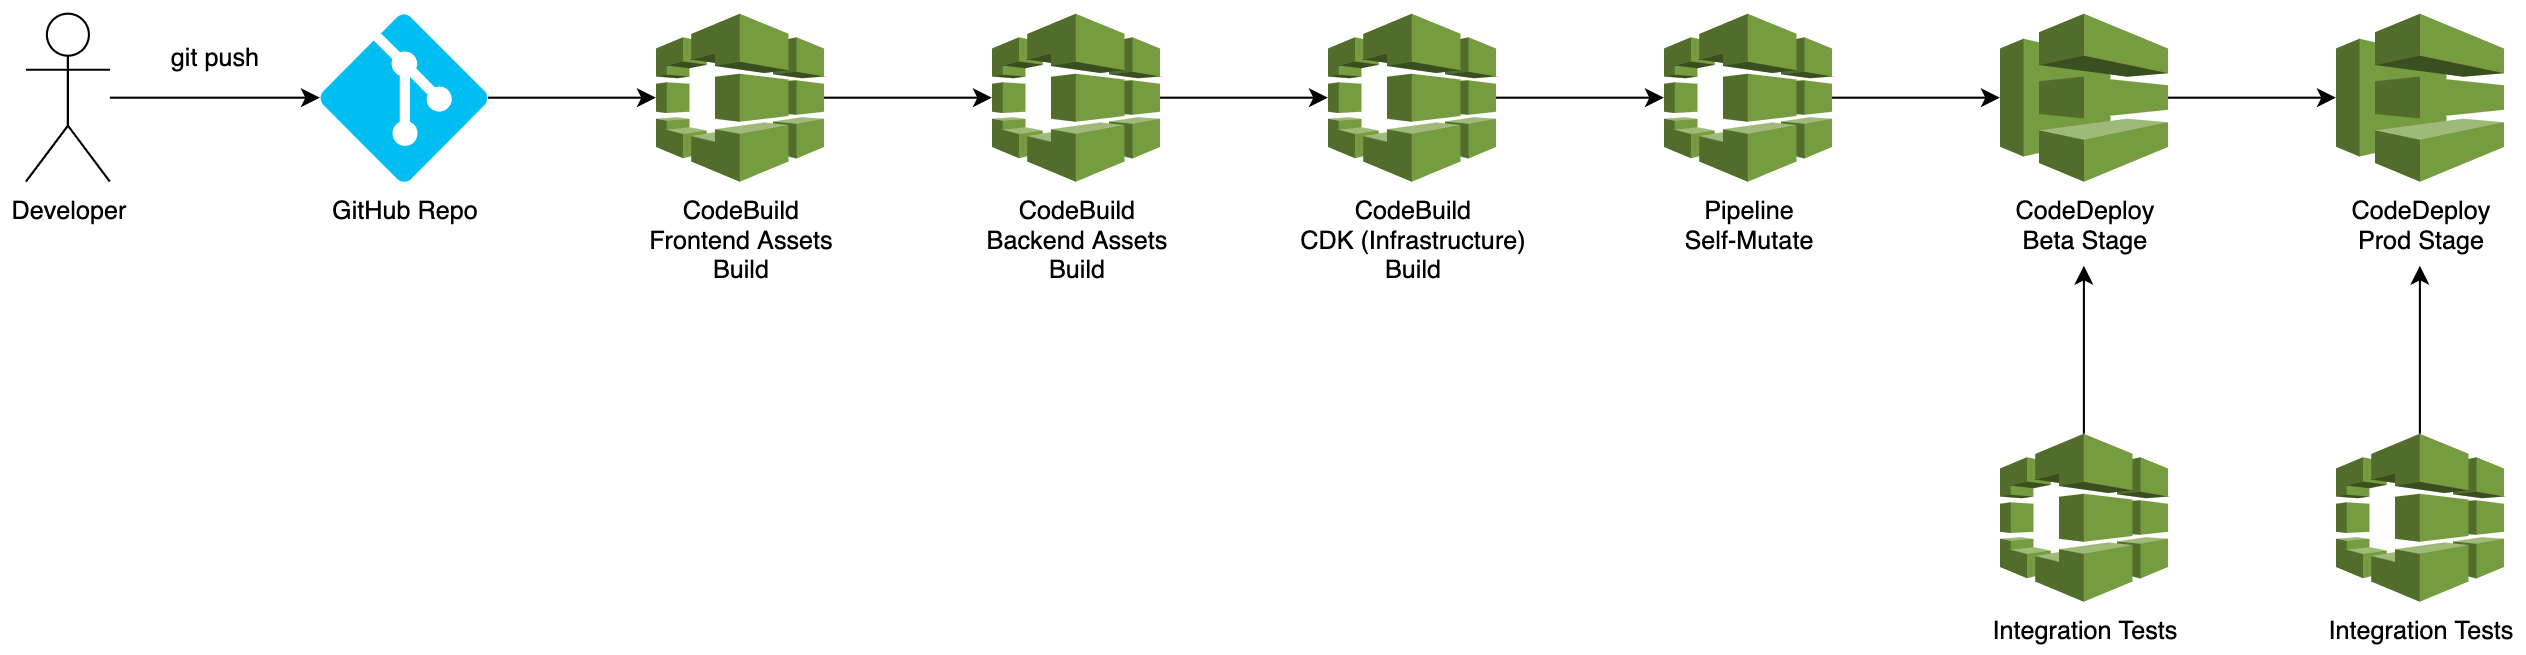 git push
Developer
GitHub Repo
CodeBuild
Frontend Assets
Build
CodeBuild
Backend Assets
Build
CodeBuild
CDK (Infrastructure)
Build
Pipeline
Self-Mutate
CodeDeploy
Beta Stage
CodeDeploy
Prod Stage
Integration Tests
Integration Tests